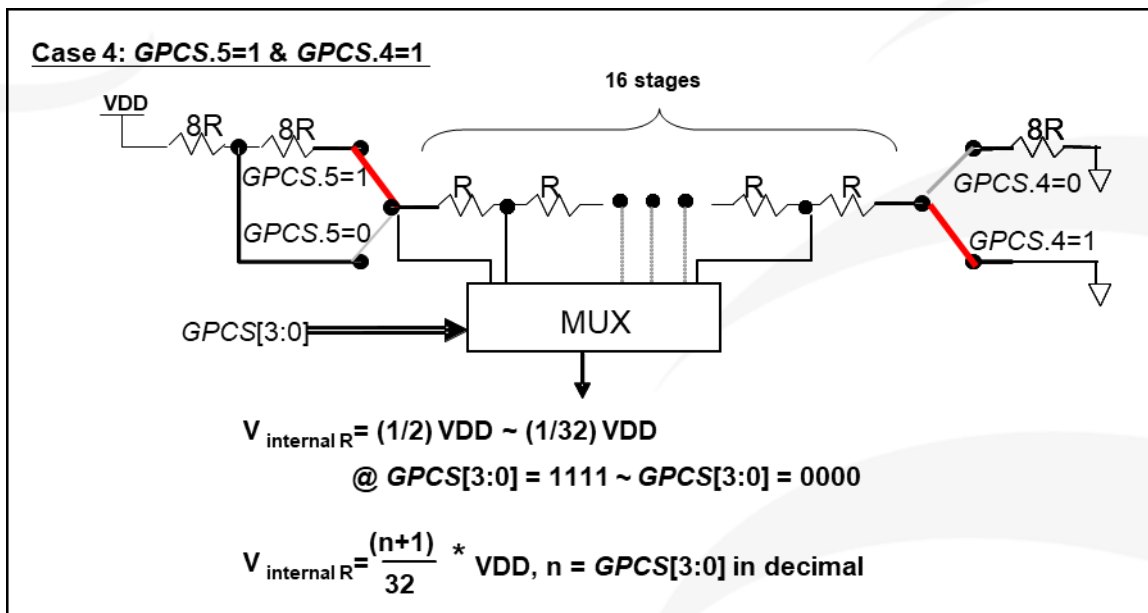 Case 4: GPCS.5=1 & GPCS.4=1
16 stages
VDD
8R
8R
8R
GPCS.5=1
R
R
R
R
GPCS.4=0
GPCS.5=0
GPCS.4=1
MUX
GPCS[3:0]
V internal R= (1/2) VDD ~ (1/32) VDD
@ GPCS[3:0] = 1111 ~ GPCS[3:0] = 0000
V internal R= (n+1)/32 * VDD, n = GPCS[3:0] in decimal